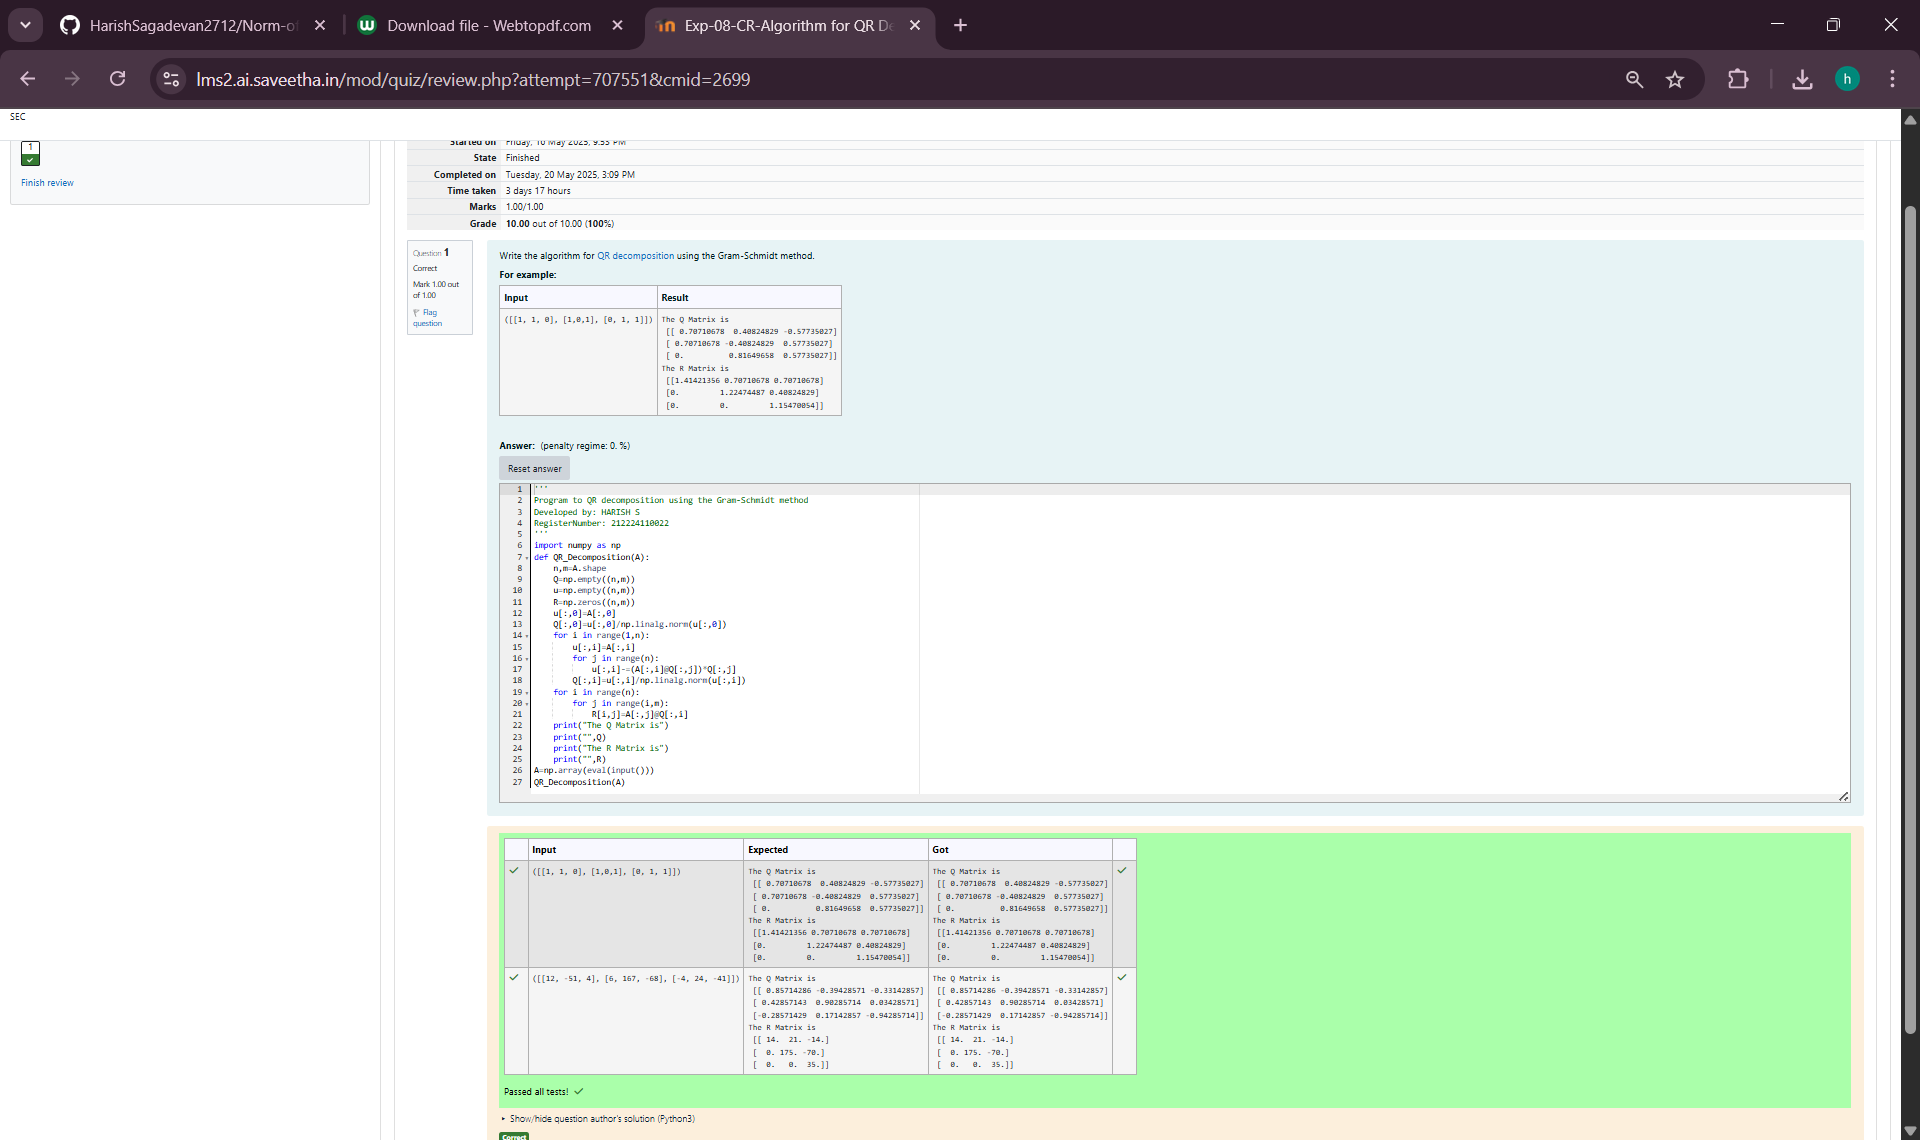 HarishSagadevan2712/Norm-o
Download file - Webtopdf.com
Exp-08-CR-Algorithm for QR De
lms2.ai.saveetha.in/mod/quiz/review.php?attempt=707551&cmid=2699
h
SEC
1
Finish review
Started on Friday, 16 May 2025, 9:53 PM
State Finished
Completed on Tuesday, 20 May 2025, 3:09 PM
Time taken 3 days 17 hours
Marks 1.00/1.00
Grade 10.00 out of 10.00 (100%)
Question 1
Correct
Mark 1.00 out
of 1.00
Flag
question
Write the algorithm for QR decomposition using the Gram-Schmidt method.
For example:
Input Result
([[1, 1, 0], [1,0,1], [0, 1, 1]]) The Q Matrix is
[[ 0.70710678 0.40824829 -0.57735027]
[ 0.70710678 -0.40824829 0.57735027]
[ 0. 0.81649658 0.57735027]]
The R Matrix is
[[1.41421356 0.70710678 0.70710678]
[0. 1.22474487 0.40824829]
[0. 0. 1.15470054]]
Answer: (penalty regime: 0. %)
Reset answer
1 '''
2 Program to QR decomposition using the Gram-Schmidt method
3 Developed by: HARISH S
4 RegisterNumber: 212224110022
5 '''
6 import numpy as np
7 def QR_Decomposition(A):
8 n,m=A.shape
9 Q=np.empty((n,m))
10 u=np.empty((n,m))
11 R=np.zeros((n,m))
12 u[:,0]=A[:,0]
13 Q[:,0]=u[:,0]/np.linalg.norm(u[:,0])
14 for i in range(1,n):
15 u[:,i]=A[:,i]
16 for j in range(n):
17 u[:,i]-=(A[:,i]@Q[:,j])*Q[:,j]
18 Q[:,i]=u[:,i]/np.linalg.norm(u[:,i])
19 for i in range(n):
20 for j in range(i,m):
21 R[i,j]=A[:,j]@Q[:,i]
22 print("The Q Matrix is")
23 print("",Q)
24 print("The R Matrix is")
25 print("",R)
26 A=np.array(eval(input()))
27 QR_Decomposition(A)
Input Expected Got
([[1, 1, 0], [1,0,1], [0, 1, 1]]) The Q Matrix is The Q Matrix is
[[ 0.70710678 0.40824829 -0.57735027] [[ 0.70710678 0.40824829 -0.57735027]
[ 0.70710678 -0.40824829 0.57735027] [ 0.70710678 -0.40824829 0.57735027]
[ 0. 0.81649658 0.57735027]] [ 0. 0.81649658 0.57735027]]
The R Matrix is The R Matrix is
[[1.41421356 0.70710678 0.70710678] [[1.41421356 0.70710678 0.70710678]
[0. 1.22474487 0.40824829] [0. 1.22474487 0.40824829]
[0. 0. 1.15470054]] [0. 0. 1.15470054]]
([[12, -51, 4], [6, 167, -68], [-4, 24, -41]]) The Q Matrix is The Q Matrix is
[[ 0.85714286 -0.39428571 -0.33142857] [[ 0.85714286 -0.39428571 -0.33142857]
[ 0.42857143 0.90285714 0.03428571] [ 0.42857143 0.90285714 0.03428571]
[-0.28571429 0.17142857 -0.94285714]] [-0.28571429 0.17142857 -0.94285714]]
The R Matrix is The R Matrix is
[[ 14. 21. -14.] [[ 14. 21. -14.]
[ 0. 175. -70.] [ 0. 175. -70.]
[ 0. 0. 35.]] [ 0. 0. 35.]]
Passed all tests!
Show/hide question author's solution (Python3)
Correct